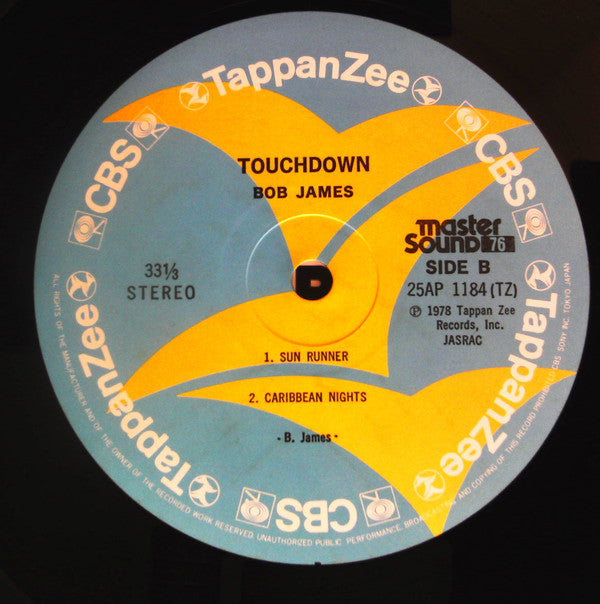 TappanZee
CBS
CBS
TOUCHDOWN
BOB JAMES
master
Sound 76
SIDE B
33⅓
STEREO
25AP 1184(TZ)
℗ 1978 Tappan Zee
Records, Inc.
JASRAC
1. SUN RUNNER
2. CARIBBEAN NIGHTS
- B. James -
TappanZee
TappanZee
CBS
ALL RIGHTS OF THE MANUFACTURER AND OF THE OWNER OF THE RECORDED WORK RESERVED. UNAUTHORIZED PUBLIC PERFORMANCE, BROADCASTING AND COPYING OF THIS RECORD PROHIBITED. CBS SONY INC. TOKYO JAPAN